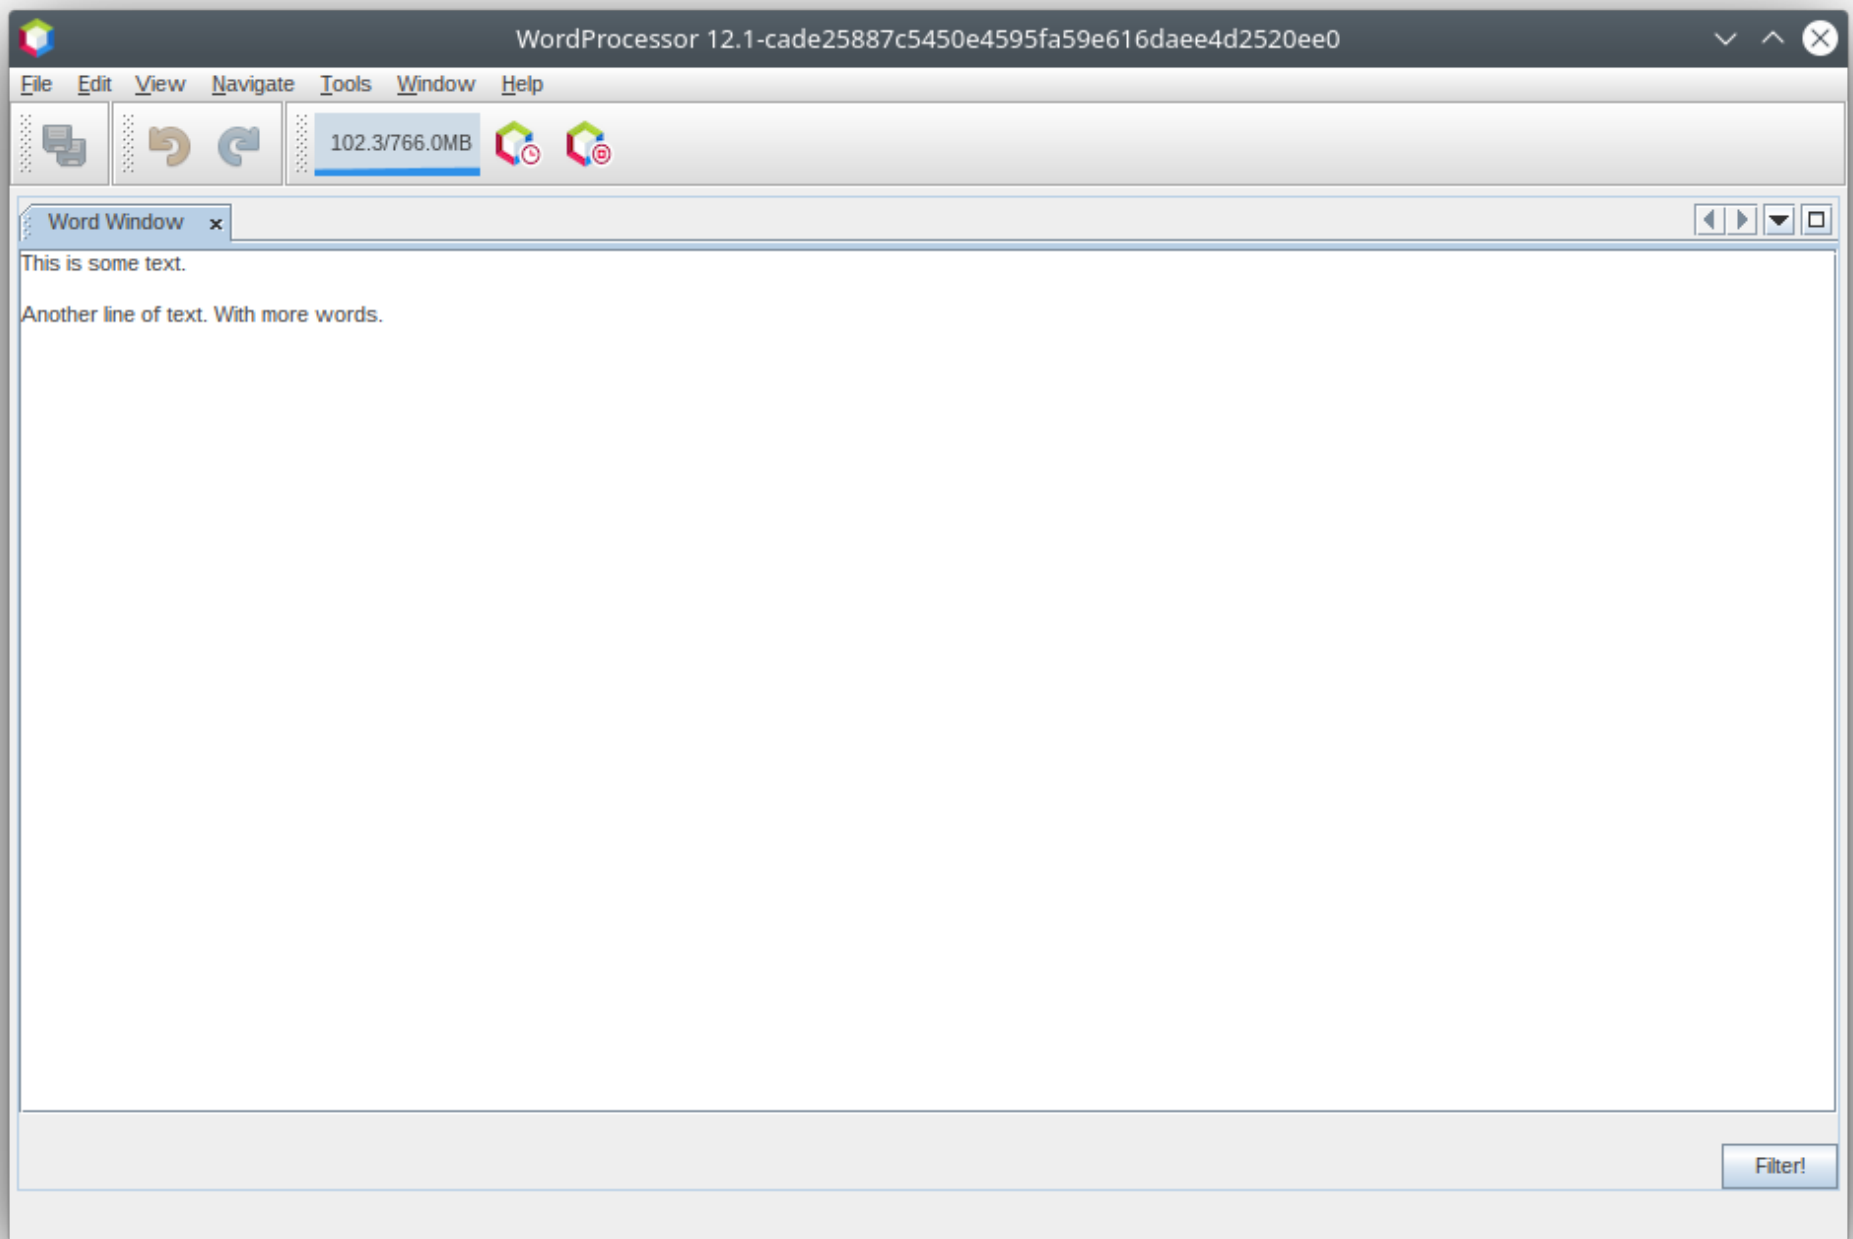 WordProcessor 12.1-cade25887c5450e4595fa59e616daee4d2520ee0
File Edit View Navigate Tools Window Help
102.3/766.0MB
Word Window
This is some text.
Another line of text. With more words.
Filter!